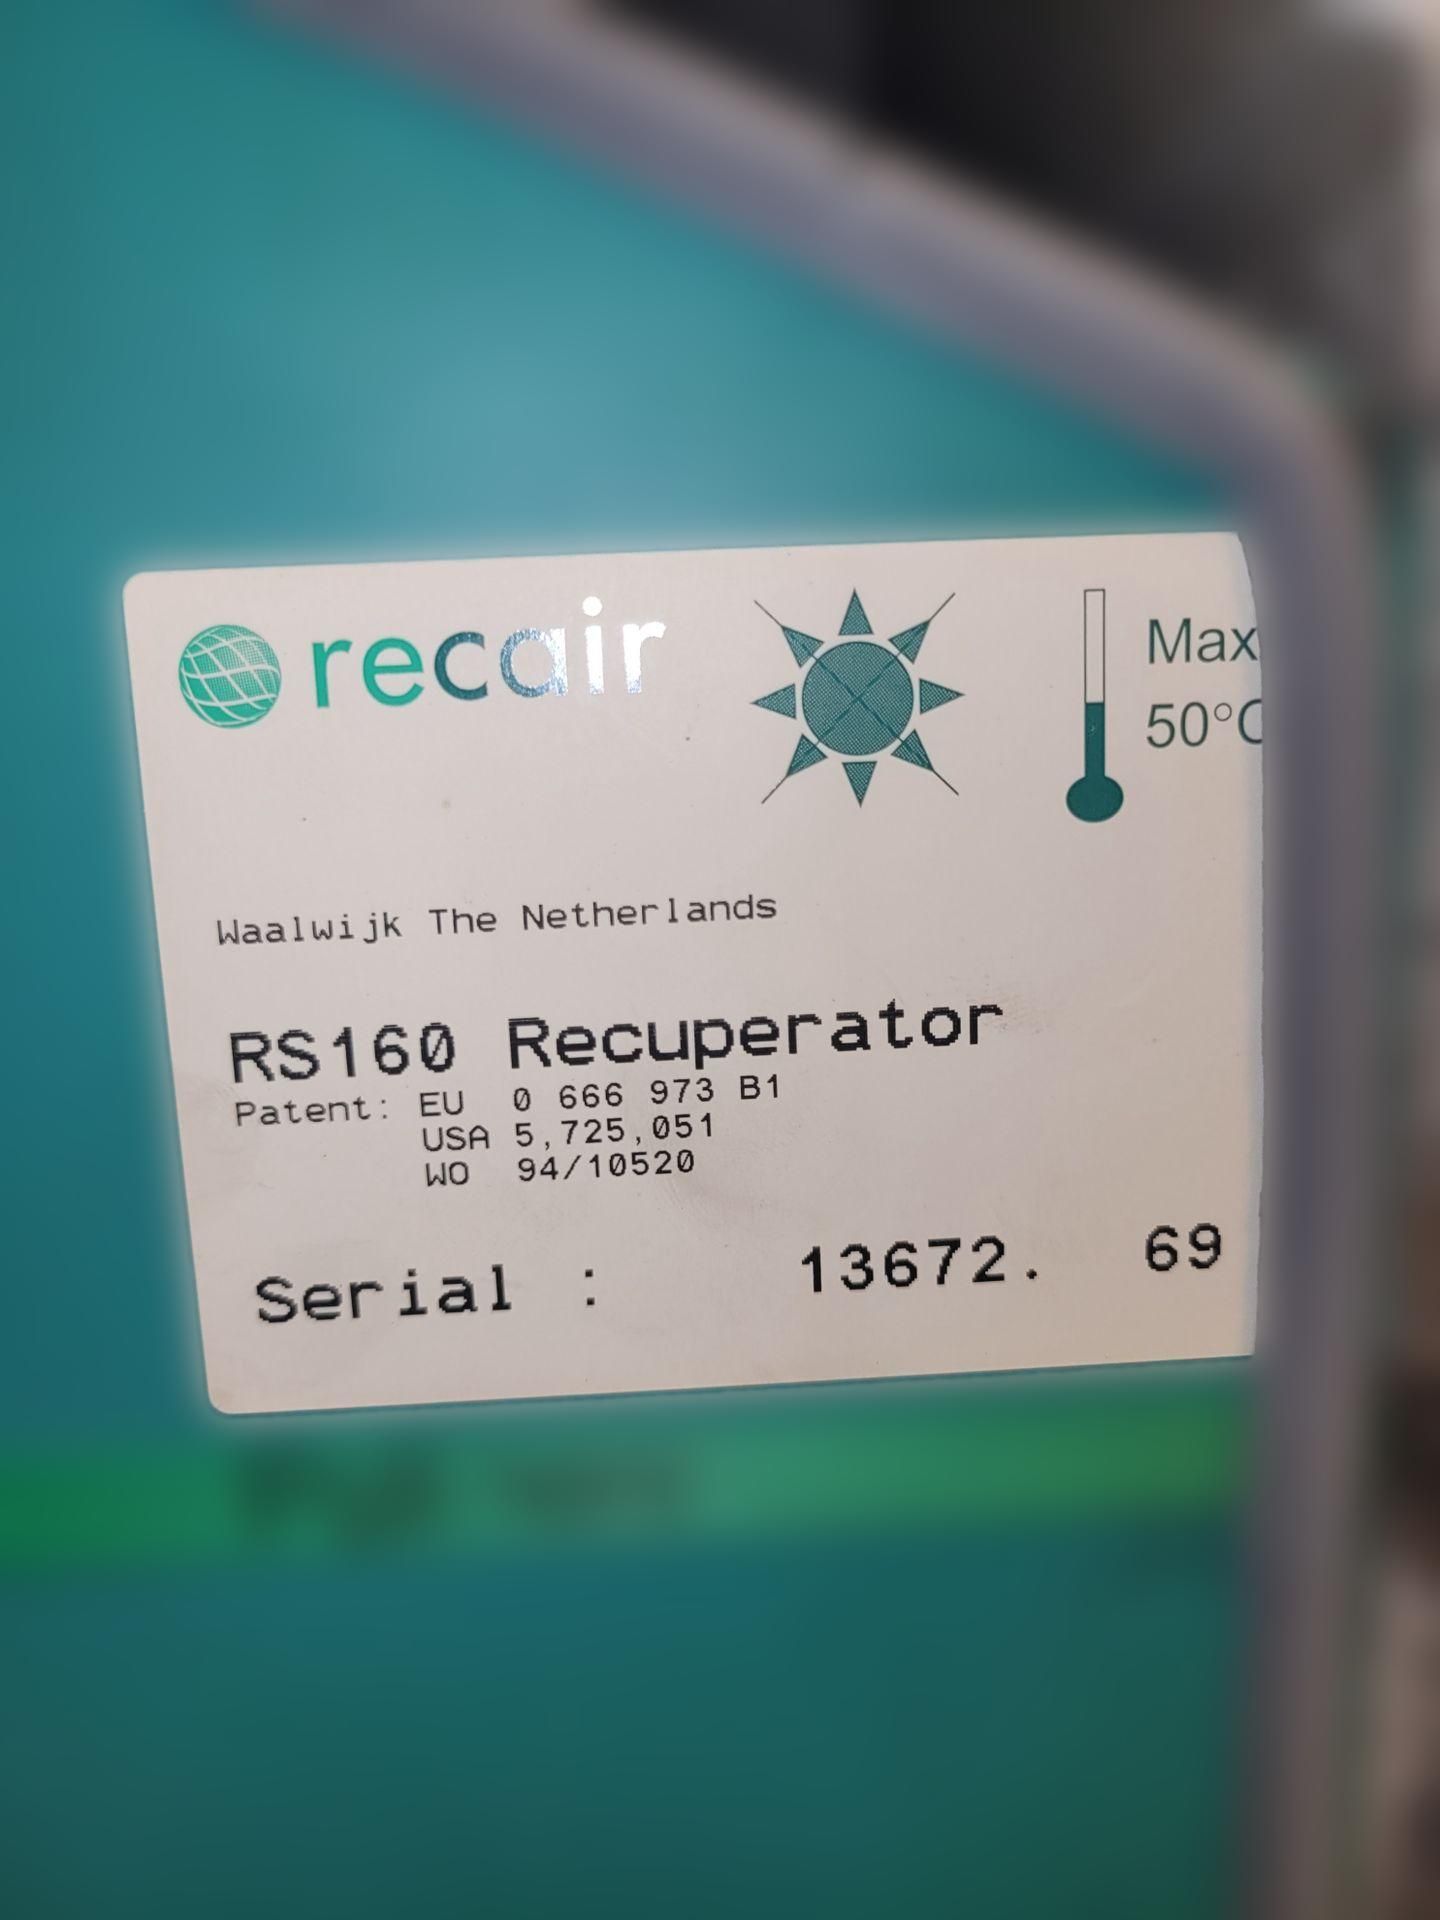 recair
Max
50°C
Waalwijk The Netherlands
RS160 Recuperator
Patent: EU 0 666 973 B1
USA 5,725,051
WO 94/10520
Serial : 13672. 69